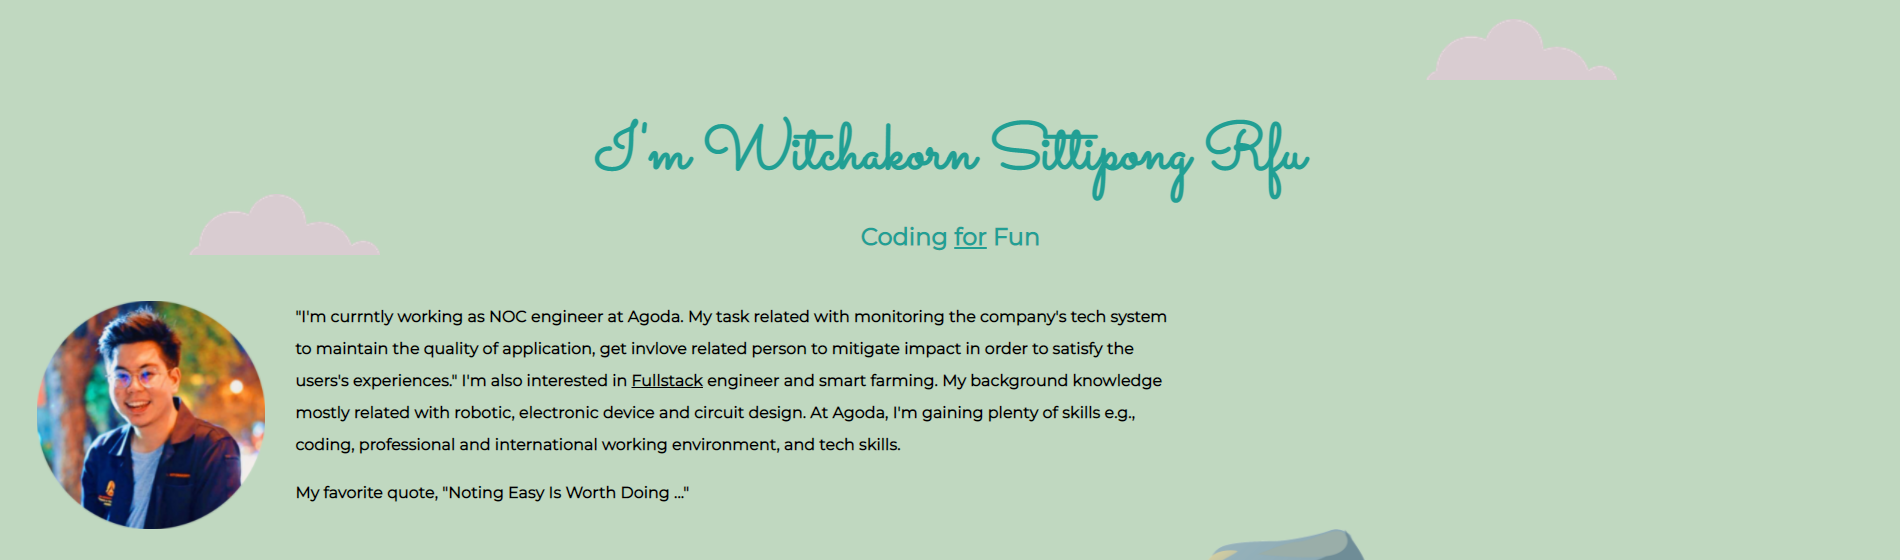 I'm Witchakorn Sittipong Rfu
Coding for Fun
"I'm currntly working as NOC engineer at Agoda. My task related with monitoring the company's tech system
to maintain the quality of application, get invlove related person to mitigate impact in order to satisfy the
users's experiences." I'm also interested in Fullstack engineer and smart farming. My background knowledge
mostly related with robotic, electronic device and circuit design. At Agoda, I'm gaining plenty of skills e.g.,
coding, professional and international working environment, and tech skills.
My favorite quote, "Noting Easy Is Worth Doing ..."